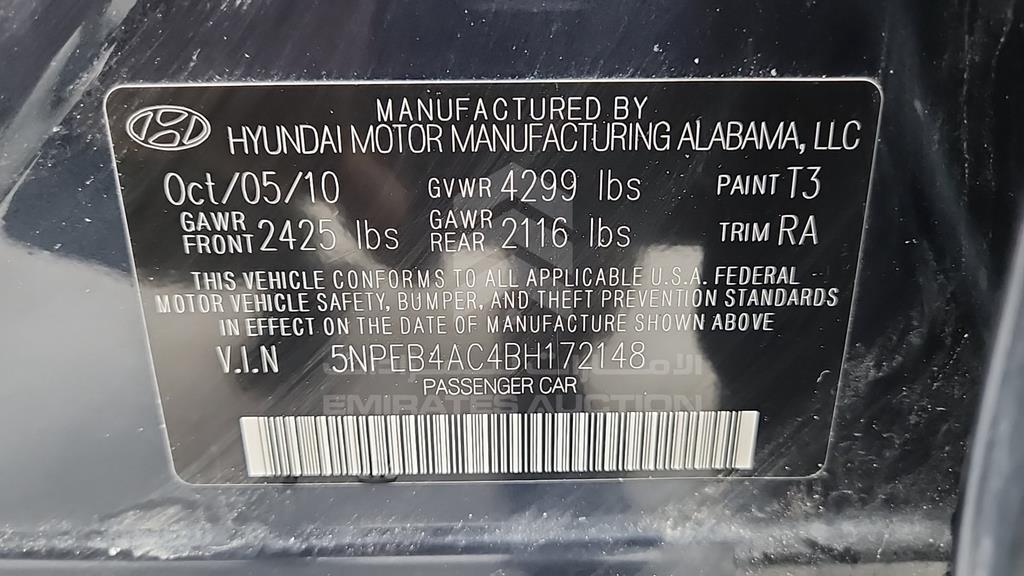 MANUFACTURED BY
HYUNDAI MOTOR MANUFACTURING ALABAMA, LLC
Oct/05/10 GVWR 4299 lbs PAINT T3
GAWR FRONT 2425 lbs GAWR REAR 2116 lbs TRIM RA
THIS VEHICLE CONFORMS TO ALL APPLICABLE U.S.A. FEDERAL
MOTOR VEHICLE SAFETY, BUMPER, AND THEFT PREVENTION STANDARDS
IN EFFECT ON THE DATE OF MANUFACTURE SHOWN ABOVE
V.I.N 5NPEB4AC4BH172148
PASSENGER CAR
EMIRATES AUCTION